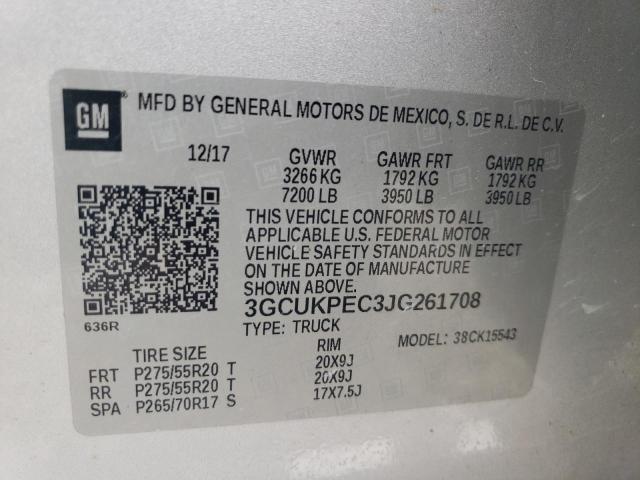 GM®
MFD BY GENERAL MOTORS DE MEXICO, S. DE R.L. DE C.V.
12/17 GVWR GAWR FRT GAWR RR
3266 KG 1792 KG 1792 KG
7200 LB 3950 LB 3950 LB
THIS VEHICLE CONFORMS TO ALL
APPLICABLE U.S. FEDERAL MOTOR
VEHICLE SAFETY STANDARDS IN EFFECT
ON THE DATE OF MANUFACTURE
SHOWN ABOVE.
636R 3GCUKPEC3JG261708
TYPE: TRUCK MODEL: 38CK15543
TIRE SIZE RIM
FRT P275/55R20 T 20X9J
RR P275/55R20 T 20X9J
SPA P265/70R17 S 17X7.5J